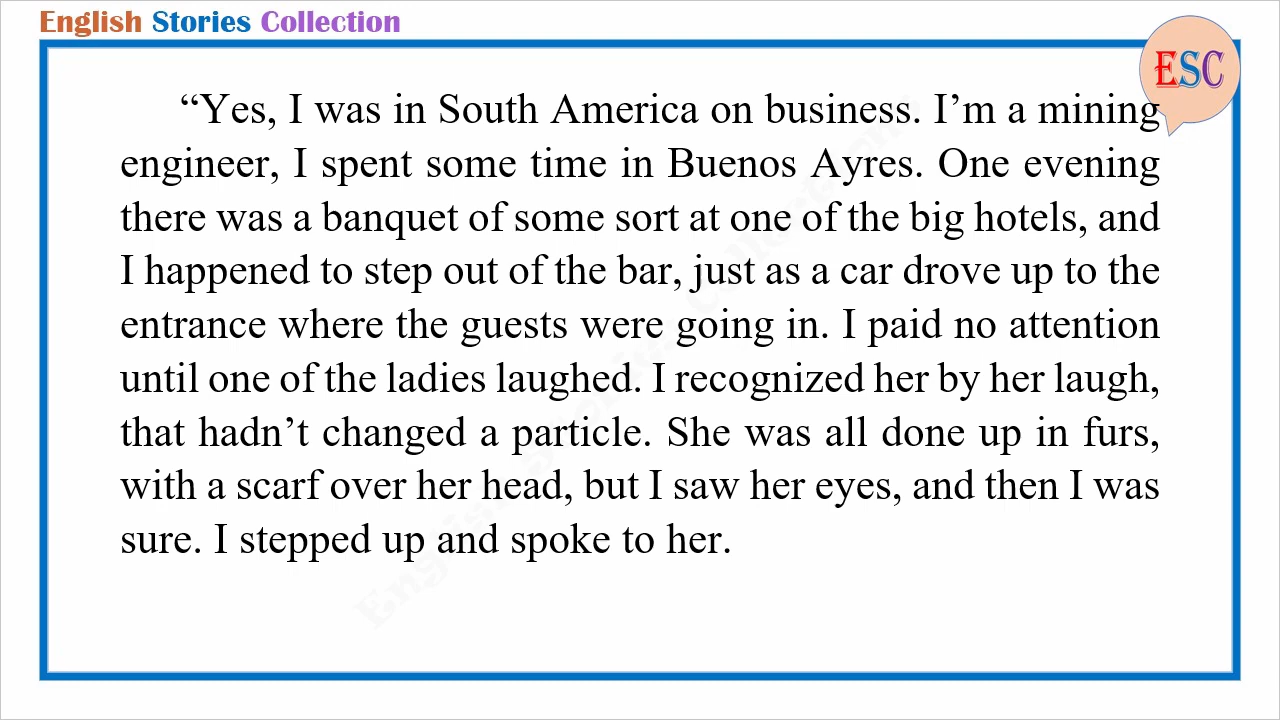 English Stories Collection
ESC
“Yes, I was in South America on business. I’m a mining
engineer, I spent some time in Buenos Ayres. One evening
there was a banquet of some sort at one of the big hotels, and
I happened to step out of the bar, just as a car drove up to the
entrance where the guests were going in. I paid no attention
until one of the ladies laughed. I recognized her by her laugh,
that hadn’t changed a particle. She was all done up in furs,
with a scarf over her head, but I saw her eyes, and then I was
sure. I stepped up and spoke to her.
English Stories Collections